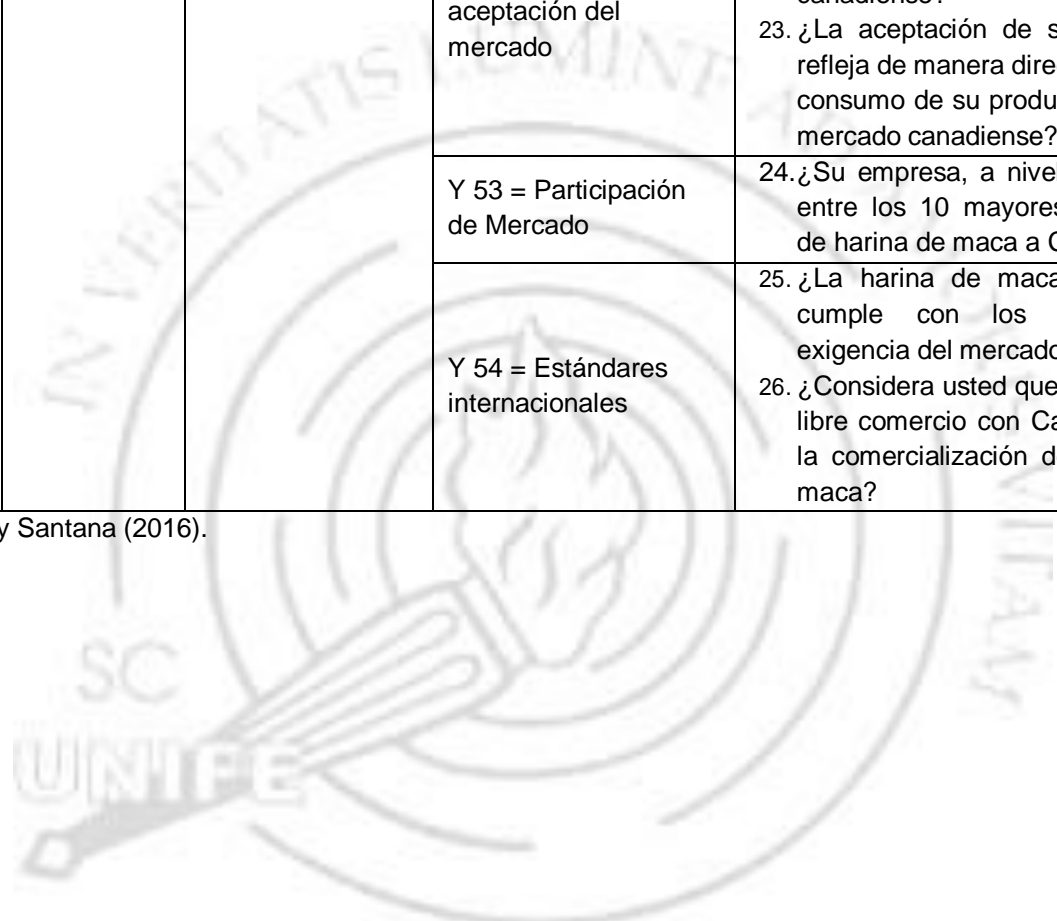 aceptación del
mercado
23. ¿La aceptación de s
refleja de manera dire
consumo de su produ
mercado canadiense?
Y 53 = Participación
de Mercado
24.¿Su empresa, a nivel
entre los 10 mayores
de harina de maca a C
Y 54 = Estándares
internacionales
25. ¿La harina de maca
cumple con los
exigencia del mercado
26. ¿Considera usted que
libre comercio con Ca
la comercialización d
maca?
y Santana (2016).
SC
UNIFE